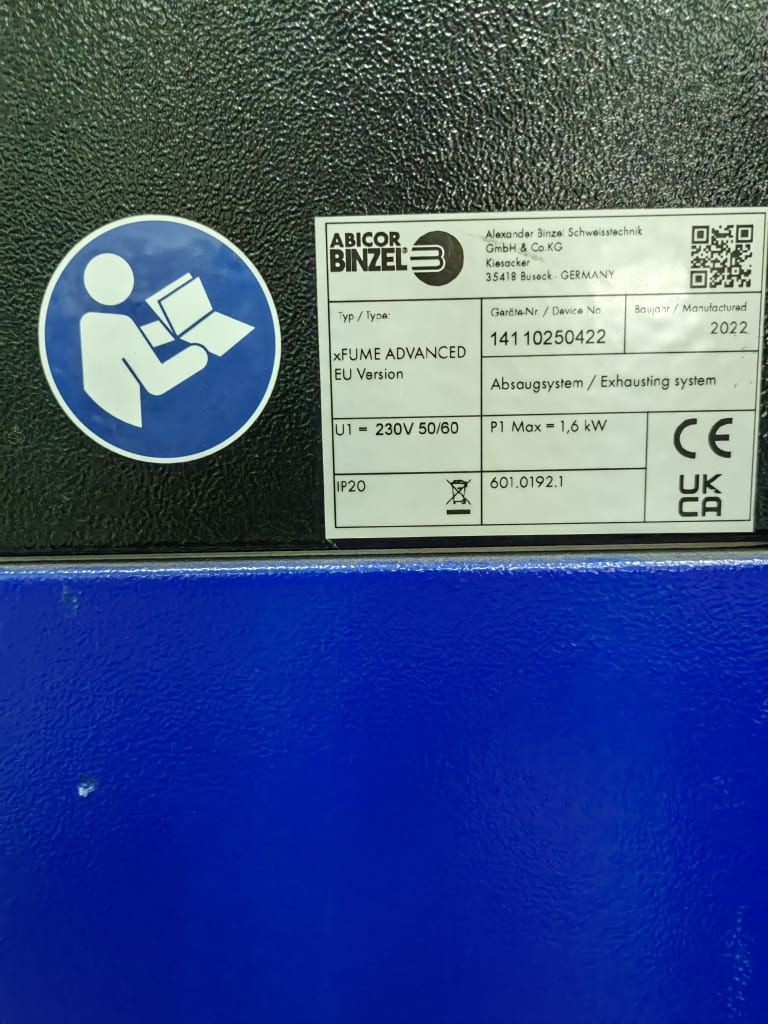 ABICOR
BINZEL®
Alexander Binzel Schweisstechnik
GmbH & Co.KG
Kiesacker
35418 Buseck - GERMANY
Typ / Type:
xFUME ADVANCED
EU Version
Geräte-Nr. / Device No
14110250422
Baujahr / Manufactured
2022
Absaugsystem / Exhausting system
U1 = 230V 50/60
P1 Max = 1,6 kW
IP20
601.0192.1
CE
UK
CA